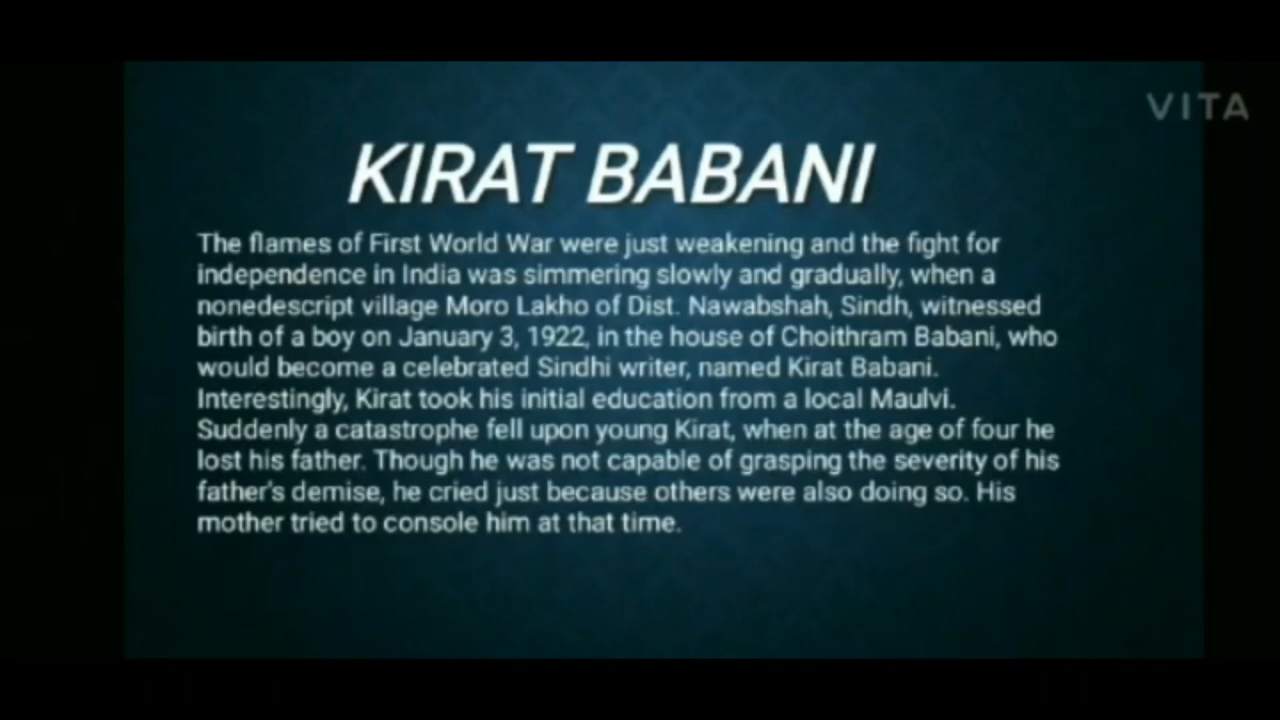 VITA
KIRAT BABANI
The flames of First World War were just weakening and the fight for
independence in India was simmering slowly and gradually, when a
nonedescript village Moro Lakho of Dist. Nawabshah, Sindh, witnessed
birth of a boy on January 3, 1922, in the house of Choithram Babani, who
would become a celebrated Sindhi writer, named Kirat Babani.
Interestingly, Kirat took his initial education from a local Maulvi.
Suddenly a catastrophe fell upon young Kirat, when at the age of four he
lost his father. Though he was not capable of grasping the severity of his
father's demise, he cried just because others were also doing so. His
mother tried to console him at that time.